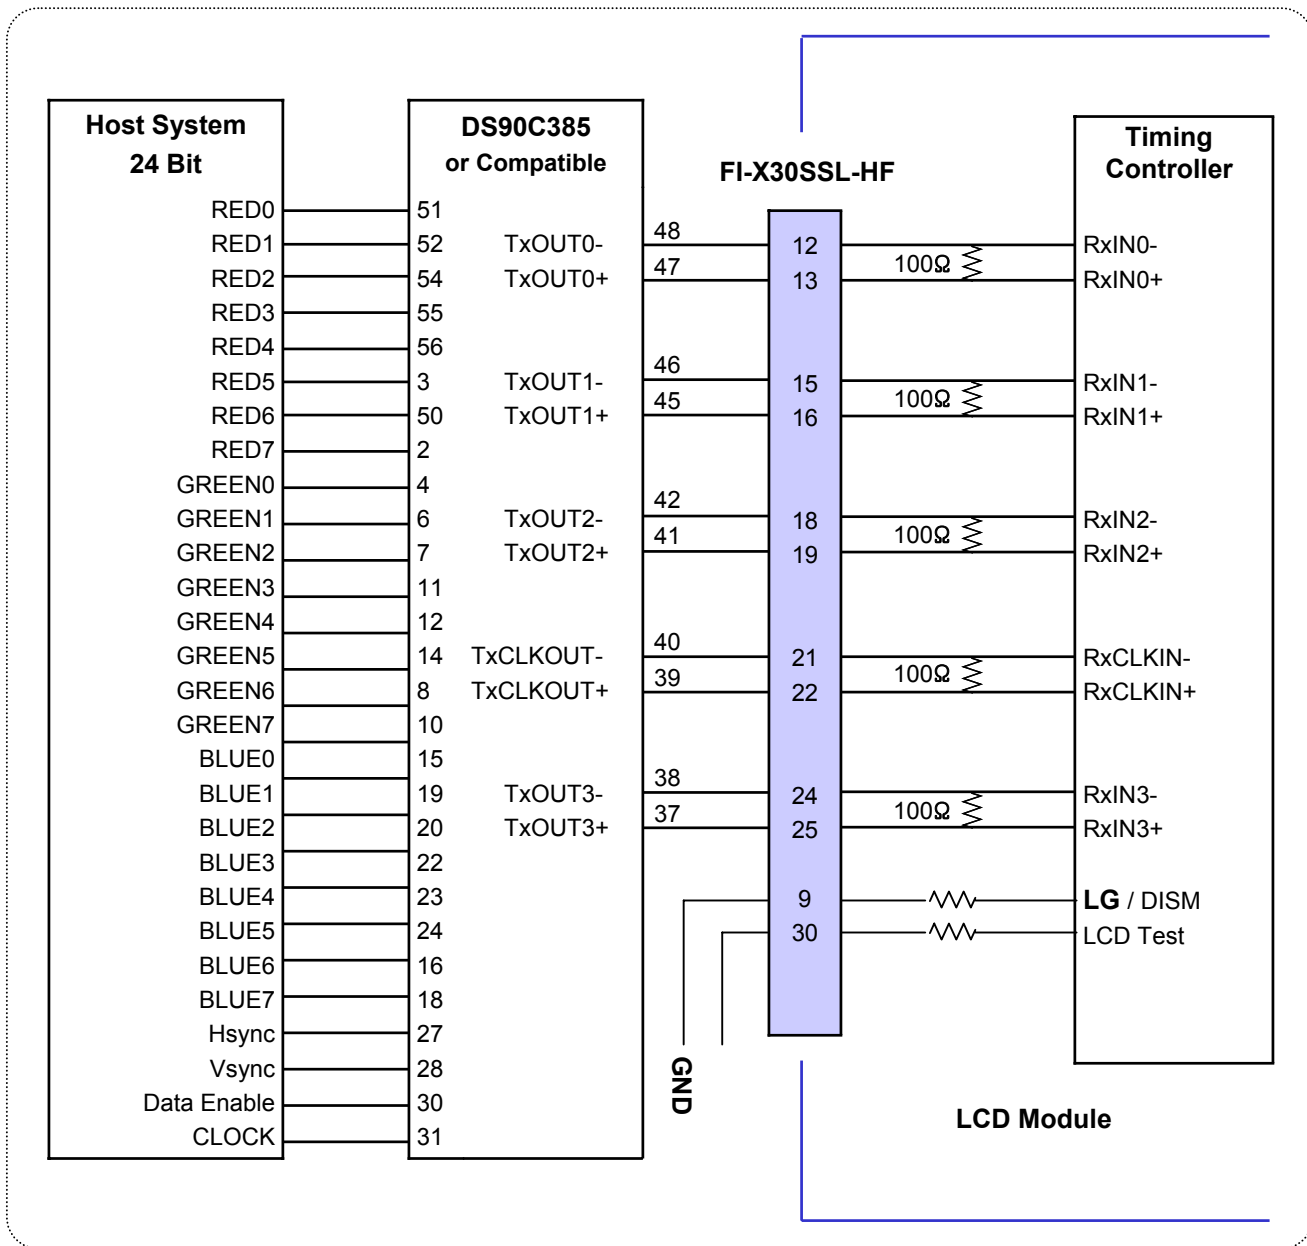 Host System
24 Bit
RED0
RED1
RED2
RED3
RED4
RED5
RED6
RED7
GREEN0
GREEN1
GREEN2
GREEN3
GREEN4
GREEN5
GREEN6
GREEN7
BLUE0
BLUE1
BLUE2
BLUE3
BLUE4
BLUE5
BLUE6
BLUE7
Hsync
Vsync
Data Enable
CLOCK
DS90C385
or Compatible
51
52
54
55
56
3
50
2
4
6
7
11
12
14
8
10
15
19
20
22
23
24
16
18
27
28
30
31
TxOUT0-
TxOUT0+
TxOUT1-
TxOUT1+
TxOUT2-
TxOUT2+
TxCLKOUT-
TxCLKOUT+
TxOUT3-
TxOUT3+
48
47
46
45
42
41
40
39
38
37
GND
FI-X30SSL-HF
12
13
15
16
18
19
21
22
24
25
9
30
100Ω
100Ω
100Ω
100Ω
100Ω
Timing
Controller
RxIN0-
RxIN0+
RxIN1-
RxIN1+
RxIN2-
RxIN2+
RxCLKIN-
RxCLKIN+
RxIN3-
RxIN3+
LG / DISM
LCD Test
LCD Module